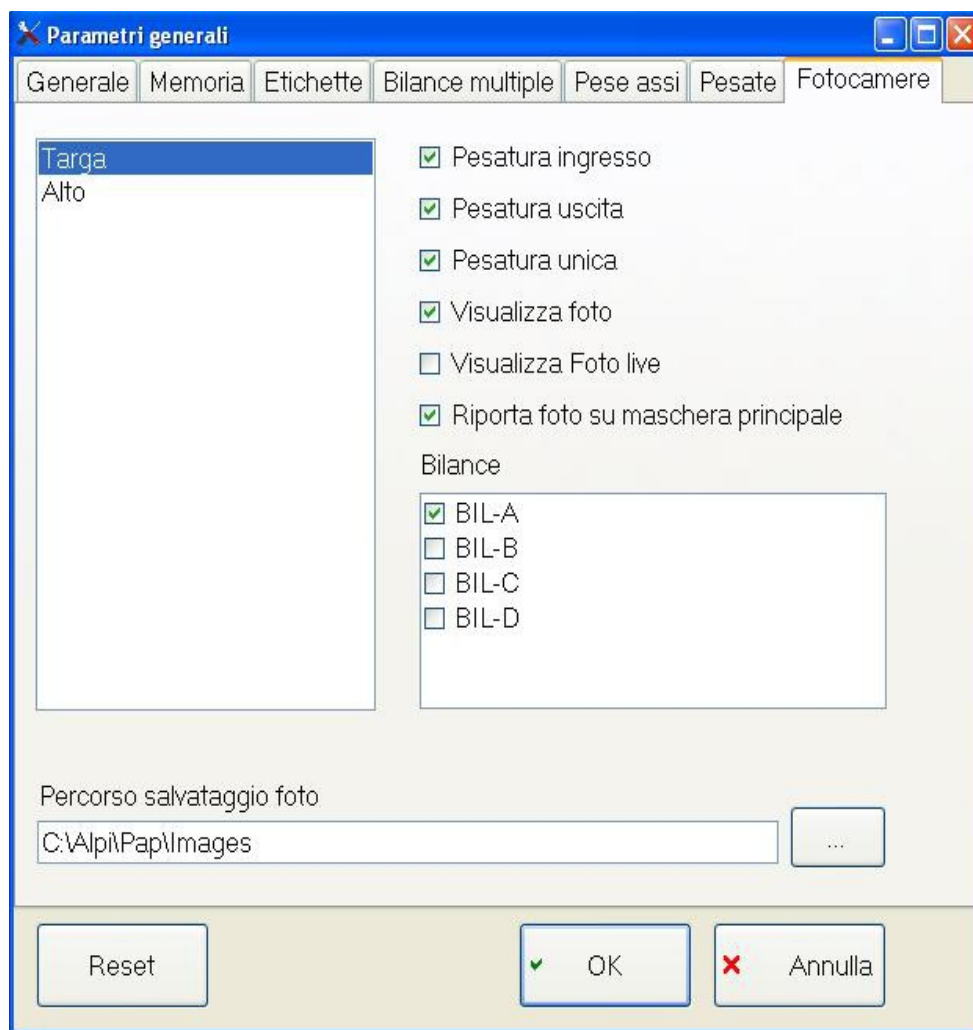 Parametri generali
Generale Memoria Etichette Bilance multiple Pese assi Pesate Fotocamere
Targa
Alto
Pesatura ingresso
Pesatura uscita
Pesatura unica
Visualizza foto
Visualizza Foto live
Riporta foto su maschera principale
Bilance
BIL-A
BIL-B
BIL-C
BIL-D
Percorso salvataggio foto
C:\Alpi\Pap\Images
...
Reset OK Annulla